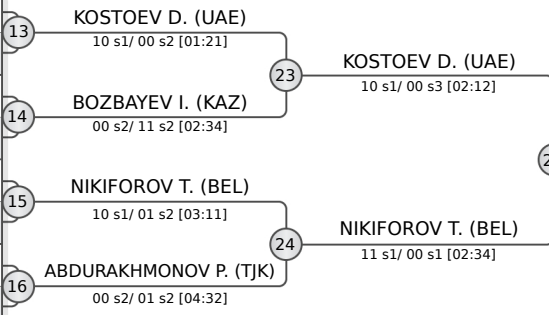 KOSTOEV D. (UAE)
13
10 s1/ 00 s2 [01:21]
KOSTOEV D. (UAE)
23
10 s1/ 00 s3 [02:12]
BOZBAYEV I. (KAZ)
14
00 s2/ 11 s2 [02:34]
NIKIFOROV T. (BEL)
15
10 s1/ 01 s2 [03:11]
NIKIFOROV T. (BEL)
24
11 s1/ 00 s1 [02:34]
ABDURAKHMONOV P. (TJK)
16
00 s2/ 01 s2 [04:32]